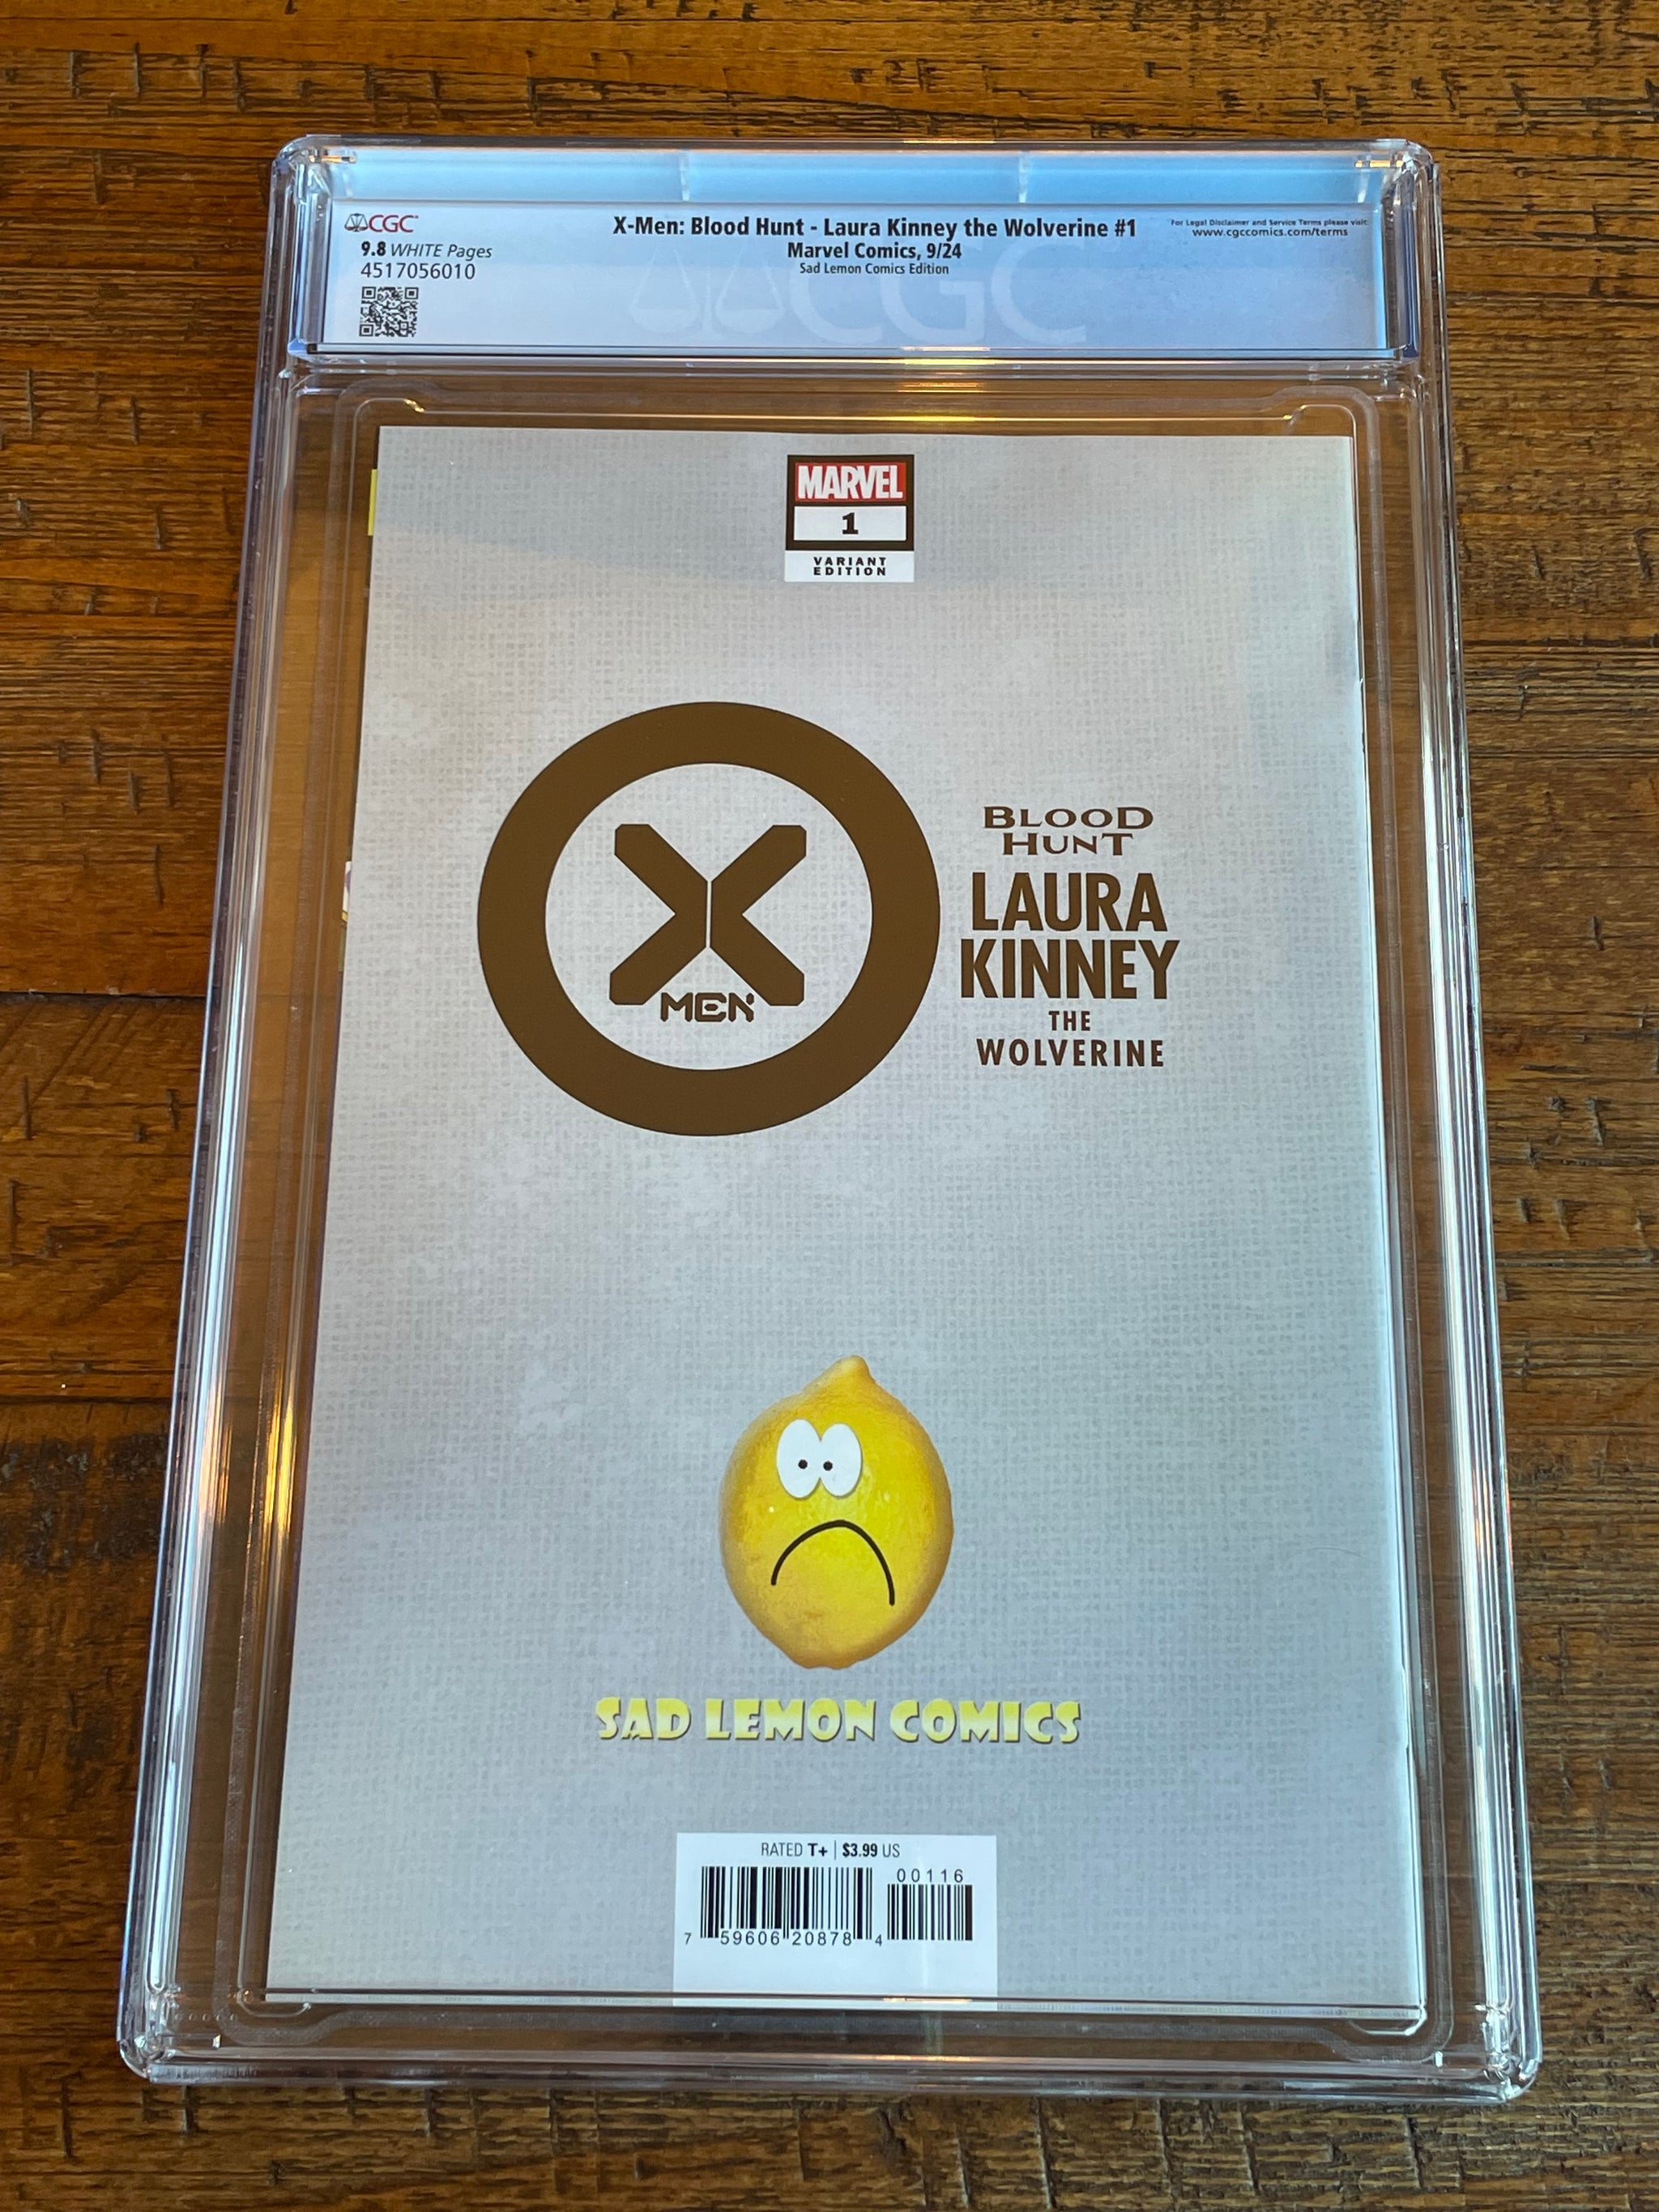 CGC
9.8 WHITE Pages
4517056010
X-Men: Blood Hunt - Laura Kinney the Wolverine #1
Marvel Comics, 9/24
Sad Lemon Comics Edition
For Legal Disclaimer and Service Terms please visit:
www.cgccomics.com/terms
CGC
MARVEL
1
VARIANT
EDITION
X
MEN
BLOOD
HUNT
LAURA
KINNEY
THE
WOLVERINE
SAD LEMON COMICS
RATED T+ | $3.99 US
00116
7 59606 20878 4